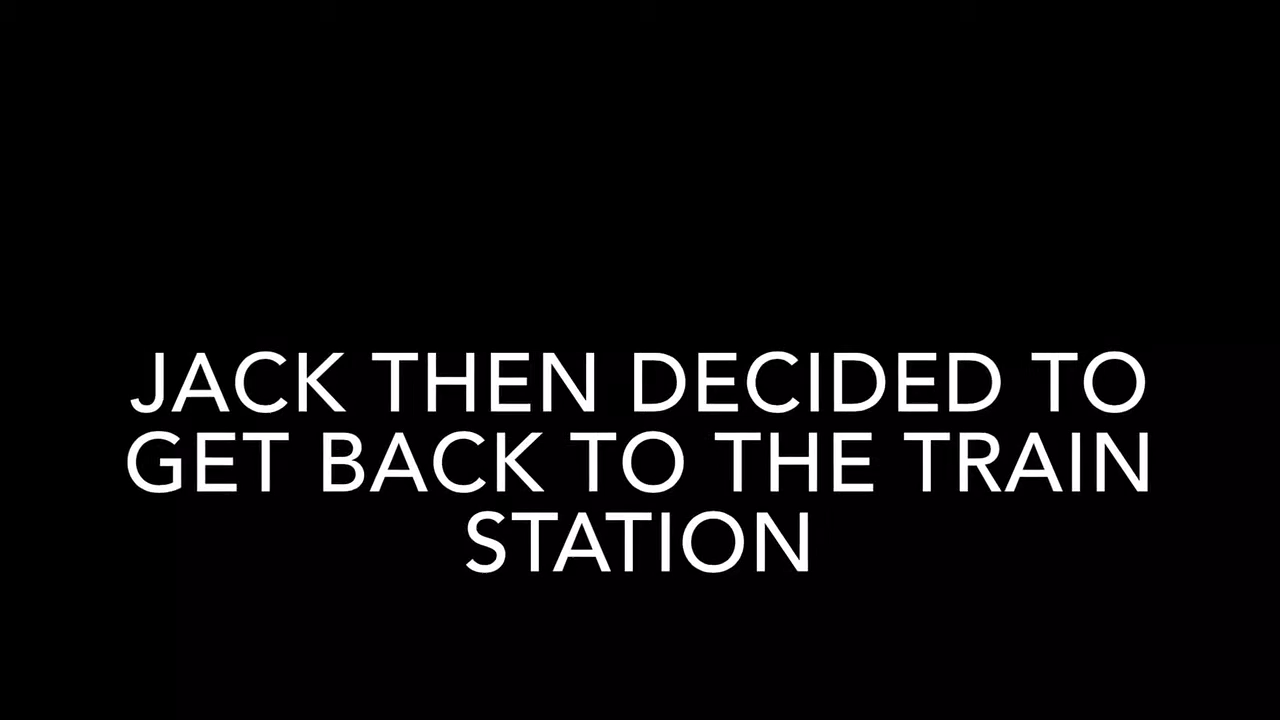 JACK THEN DECIDED TO
GET BACK TO THE TRAIN
STATION